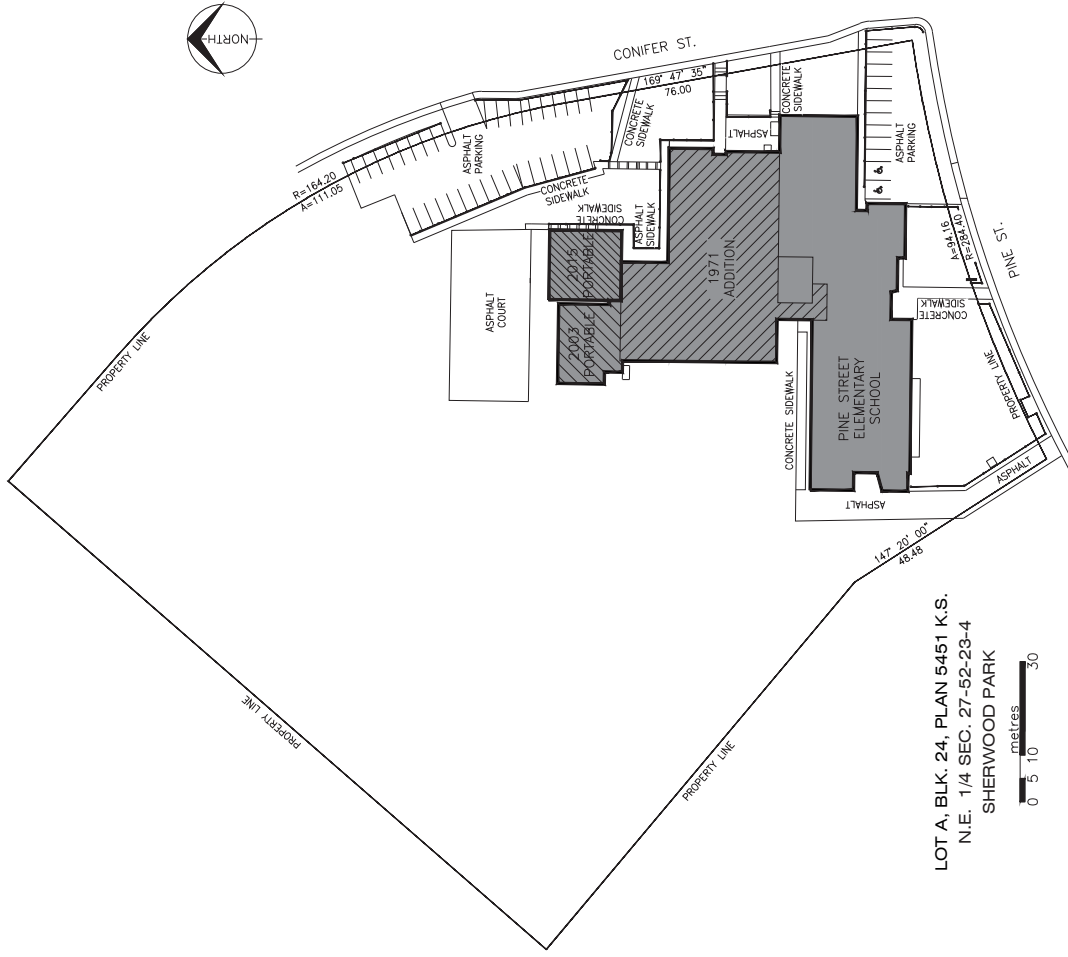 NORTH
CONIFER ST.
169° 47' 35"
76.00
R=164.20
A=111.05
ASPHALT
PARKING
CONCRETE
SIDEWALK
CONCRETE
SIDEWALK
CONCRETE
SIDEWALK
ASPHALT
SIDEWALK
ASPHALT
CONCRETE
SIDEWALK
ASPHALT
PARKING
ASPHALT
COURT
2015
PORTABLE
2003
PORTABLE
1971
ADDITION
PROPERTY LINE
A=94.16
R=284.40
PINE ST.
CONCRETE
SIDEWALK
PROPERTY LINE
CONCRETE SIDEWALK
PINE STREET
ELEMENTARY
SCHOOL
ASPHALT
ASPHALT
147° 20' 00"
48.48
PROPERTY LINE
PROPERTY LINE
LOT A, BLK. 24, PLAN 5451 K.S.
N.E. 1/4 SEC. 27-52-23-4
SHERWOOD PARK
metres
0 5 10 30